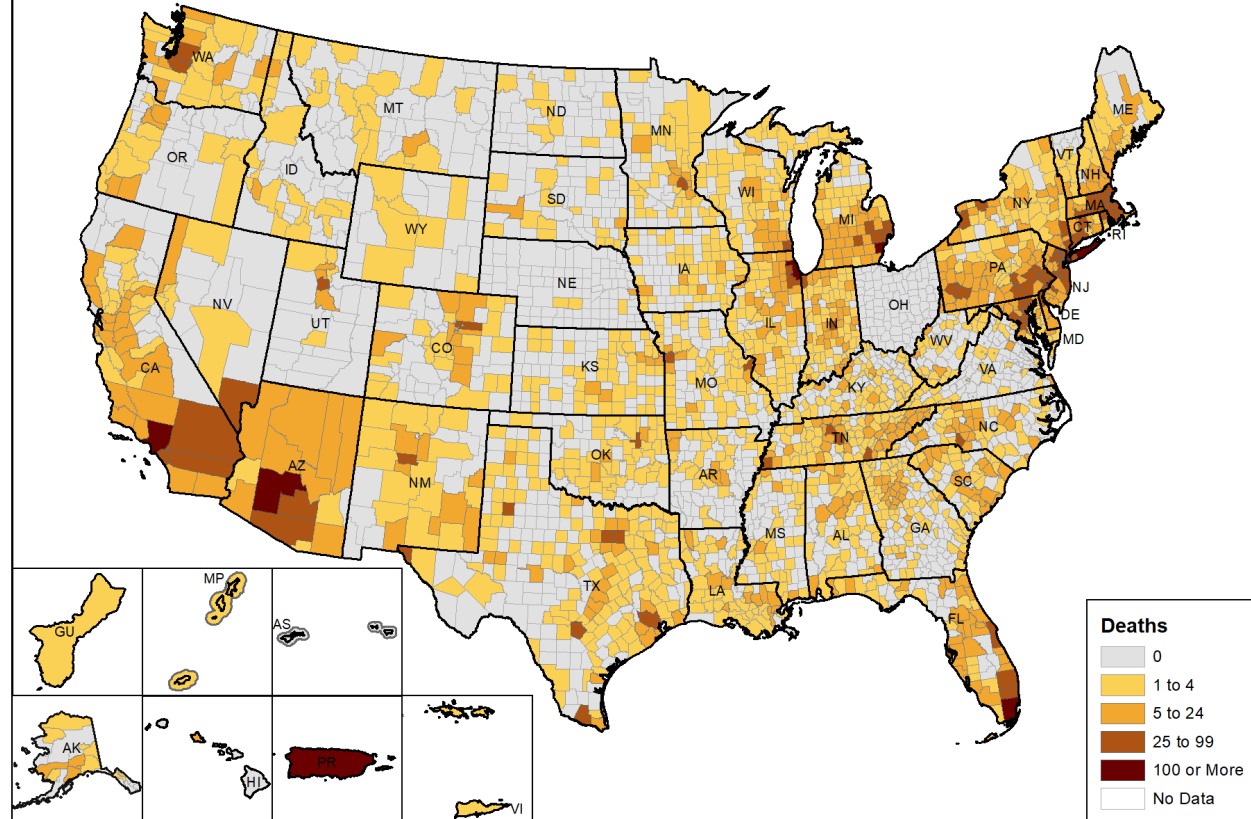 WA
MT
ND
MN
ME
OR
ID
SD
WI
MI
VT
NH
NY
MA
CT
RI
WY
IA
PA
NJ
NV
UT
CO
NE
IL
IN
OH
DE
MD
WV
VA
CA
KS
MO
KY
AZ
NM
OK
AR
TN
NC
SC
TX
LA
MS
AL
GA
FL
GU
MP
AS
AK
HI
PR
VI
Deaths
0
1 to 4
5 to 24
25 to 99
100 or More
No Data